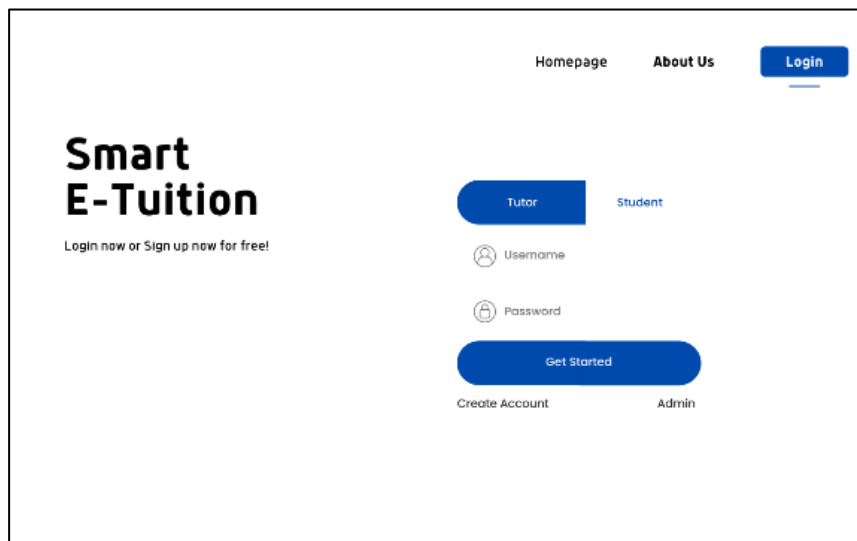 Homepage About Us Login
Smart
E-Tuition
Login now or Sign up now for free!
Tutor Student
Username
Password
Get Started
Create Account Admin